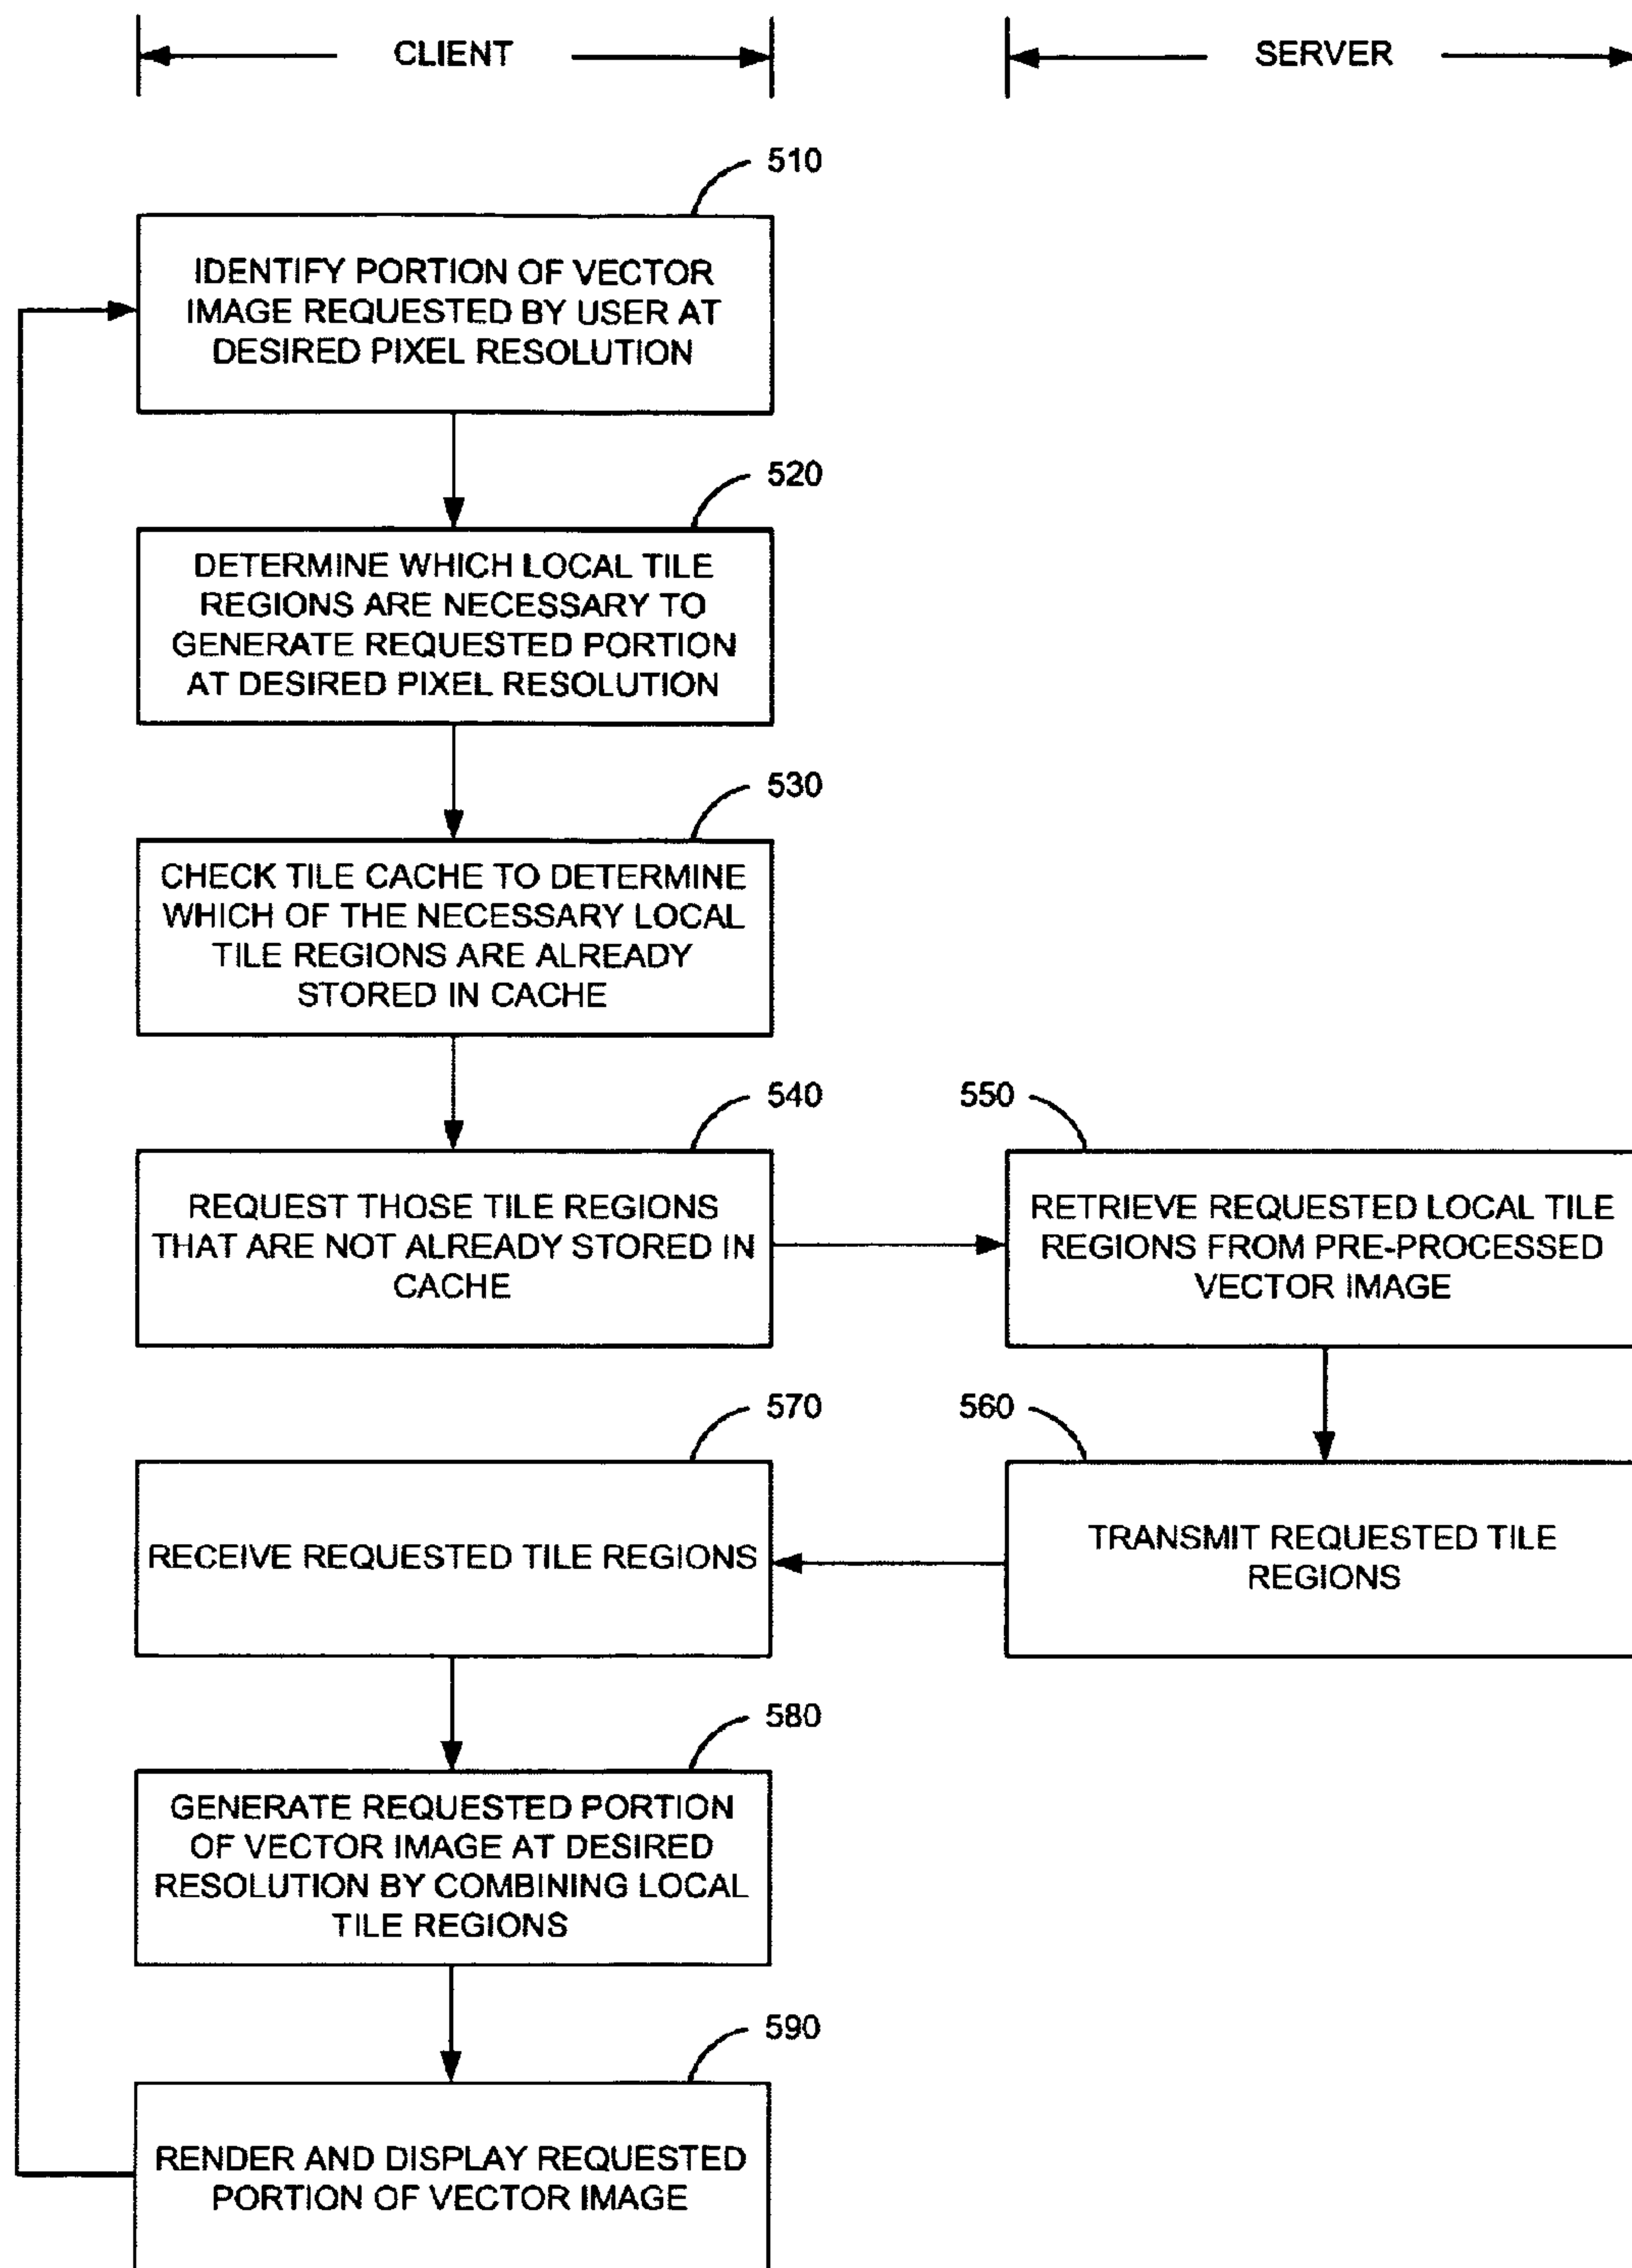 CLIENT
SERVER
510
IDENTIFY PORTION OF VECTOR
IMAGE REQUESTED BY USER AT
DESIRED PIXEL RESOLUTION
520
DETERMINE WHICH LOCAL TILE
REGIONS ARE NECESSARY TO
GENERATE REQUESTED PORTION
AT DESIRED PIXEL RESOLUTION
530
CHECK TILE CACHE TO DETERMINE
WHICH OF THE NECESSARY LOCAL
TILE REGIONS ARE ALREADY
STORED IN CACHE
540
REQUEST THOSE TILE REGIONS
THAT ARE NOT ALREADY STORED IN
CACHE
550
RETRIEVE REQUESTED LOCAL TILE
REGIONS FROM PRE-PROCESSED
VECTOR IMAGE
560
TRANSMIT REQUESTED TILE
REGIONS
570
RECEIVE REQUESTED TILE REGIONS
580
GENERATE REQUESTED PORTION
OF VECTOR IMAGE AT DESIRED
RESOLUTION BY COMBINING LOCAL
TILE REGIONS
590
RENDER AND DISPLAY REQUESTED
PORTION OF VECTOR IMAGE